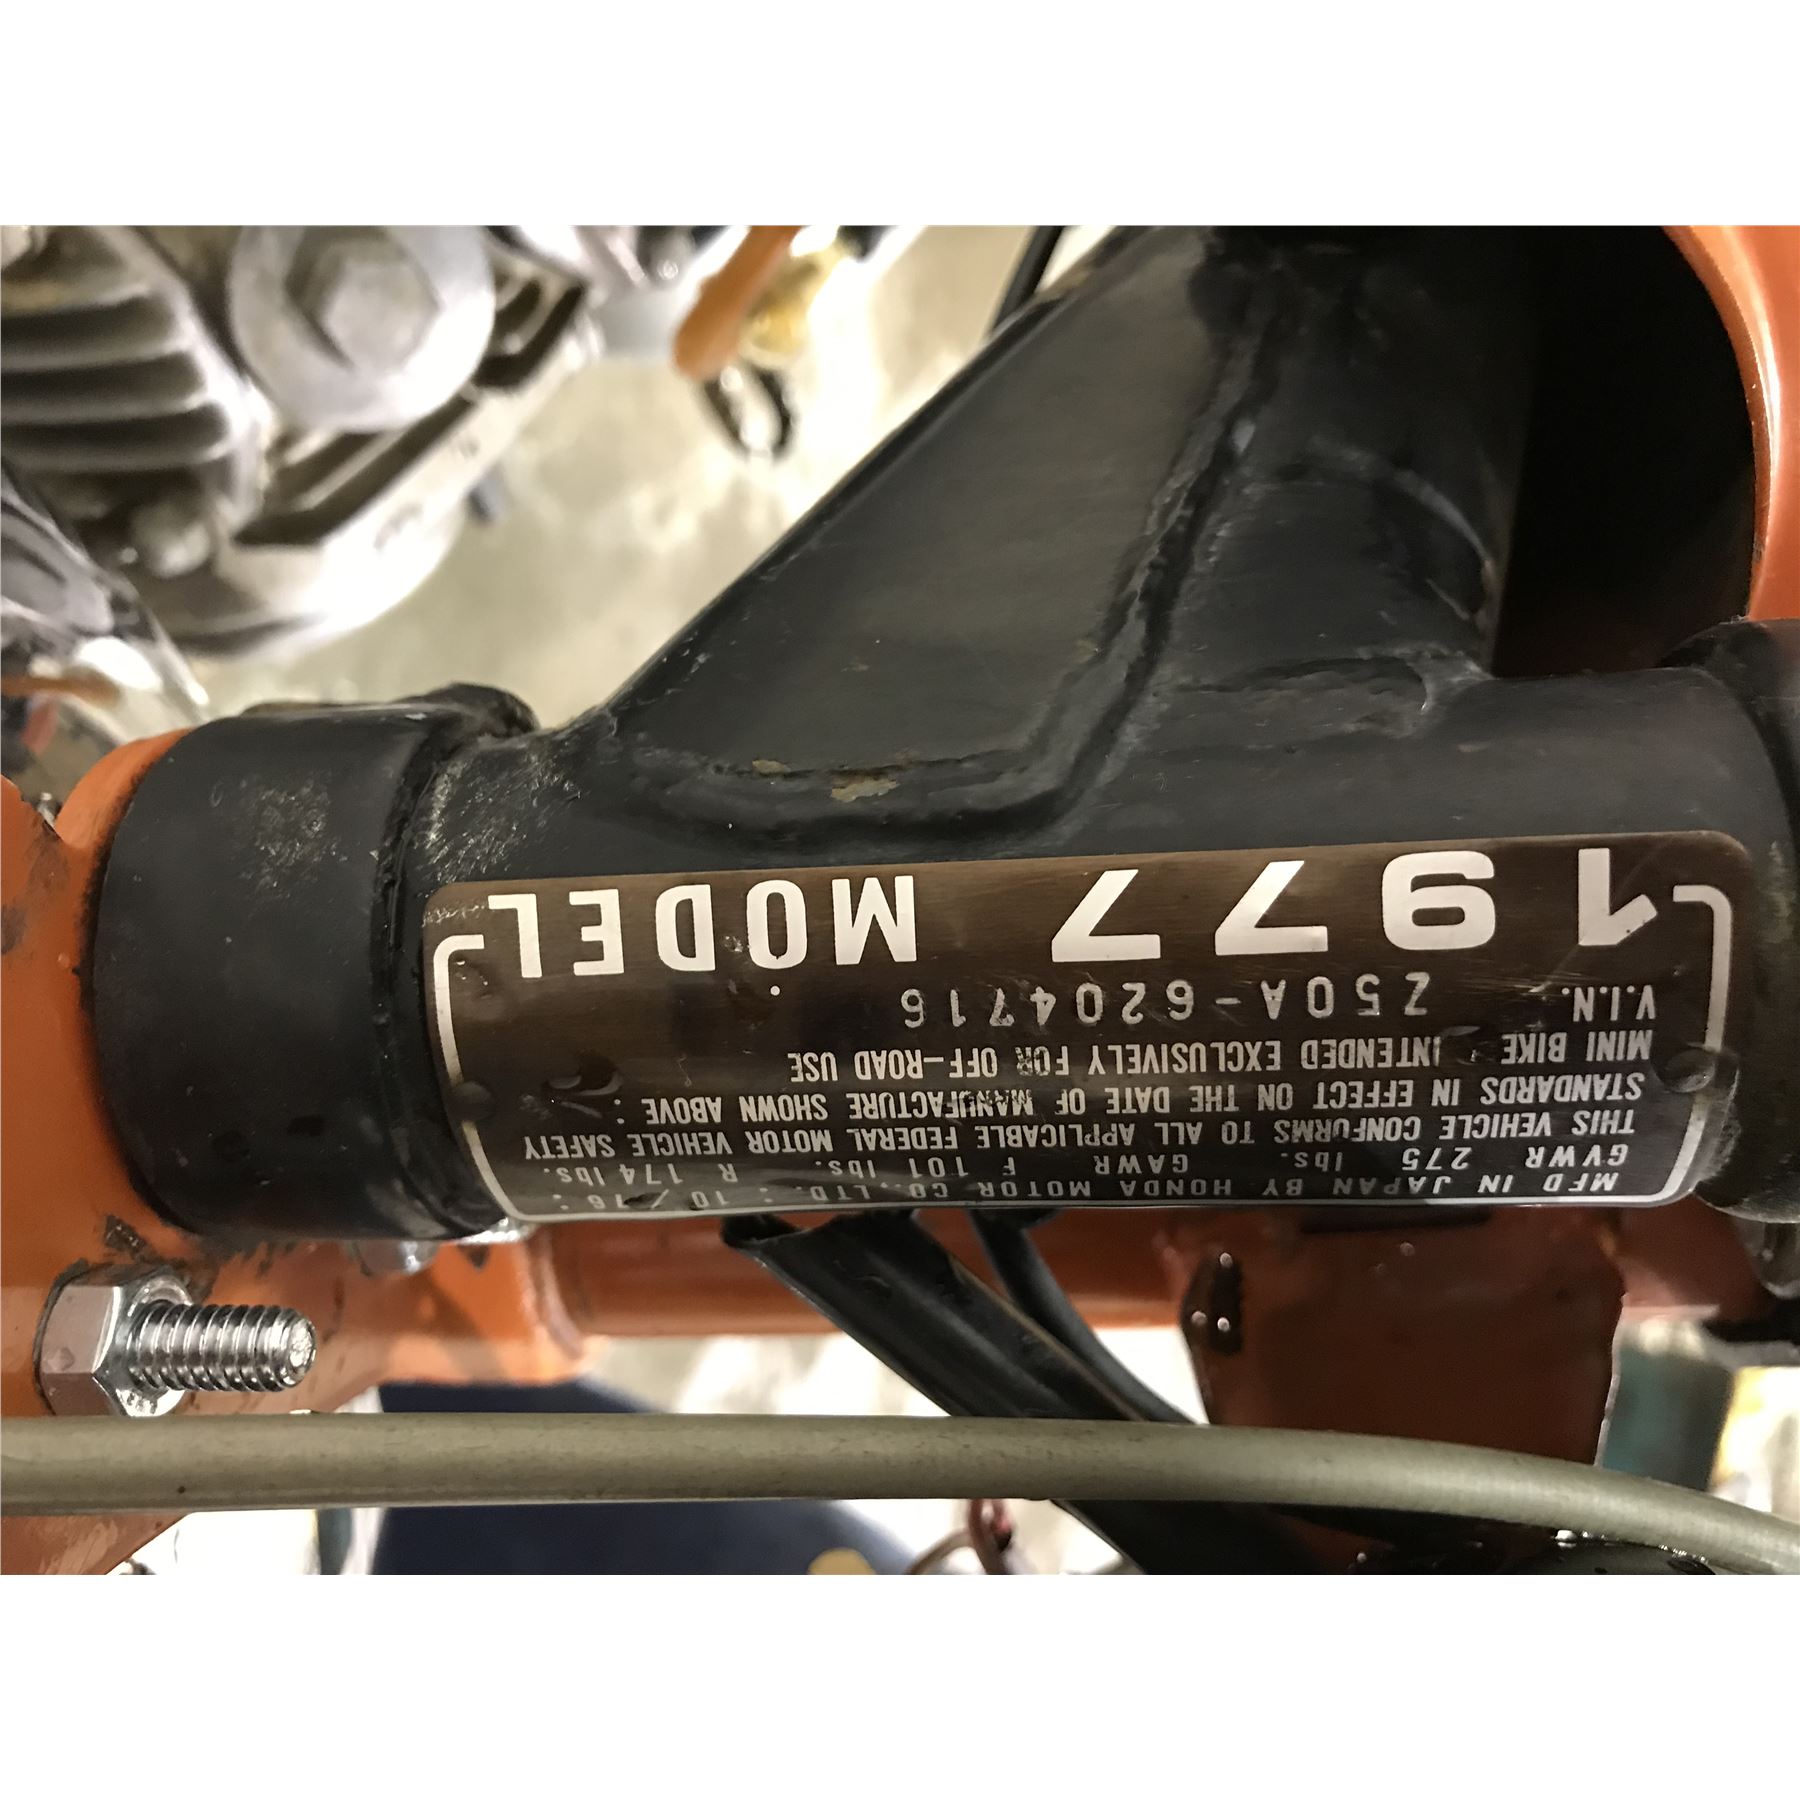 MFD IN JAPAN BY HONDA MOTOR CO., LTD. : 10 / 76 :
GVWR 275 lbs. GAWR F 101 lbs. R 174 lbs.
THIS VEHICLE CONFORMS TO ALL APPLICABLE FEDERAL MOTOR VEHICLE SAFETY
STANDARDS IN EFFECT ON THE DATE OF MANUFACTURE SHOWN ABOVE :
MINI BIKE INTENDED EXCLUSIVELY FOR OFF-ROAD USE
V.I.N. Z50A-6204716
1977 MODEL